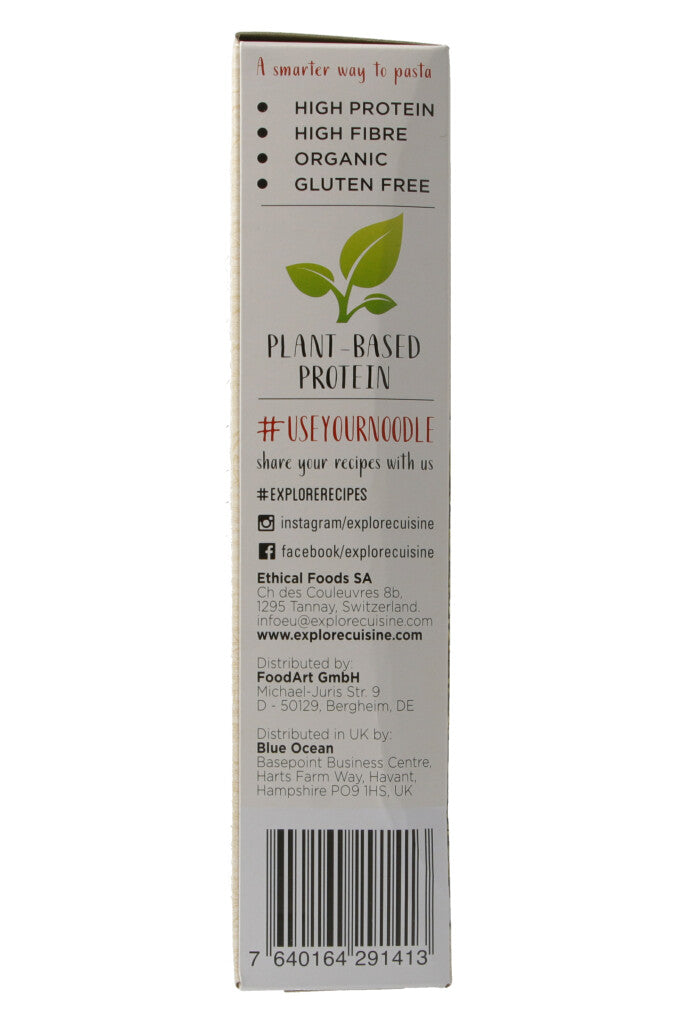 A smarter way to pasta
● HIGH PROTEIN
● HIGH FIBRE
● ORGANIC
● GLUTEN FREE
PLANT-BASED
PROTEIN
#USEYOURNOODLE
share your recipes with us
#EXPLORERECIPES
instagram/explorecuisine
facebook/explorecuisine
Ethical Foods SA
Ch des Couleuvres 8b,
1295 Tannay, Switzerland.
infoeu@explorecuisine.com
www.explorecuisine.com
Distributed by:
FoodArt GmbH
Michael-Juris Str. 9
D - 50129, Bergheim, DE
Distributed in UK by:
Blue Ocean
Basepoint Business Centre,
Harts Farm Way, Havant,
Hampshire PO9 1HS, UK
7 640164 291413